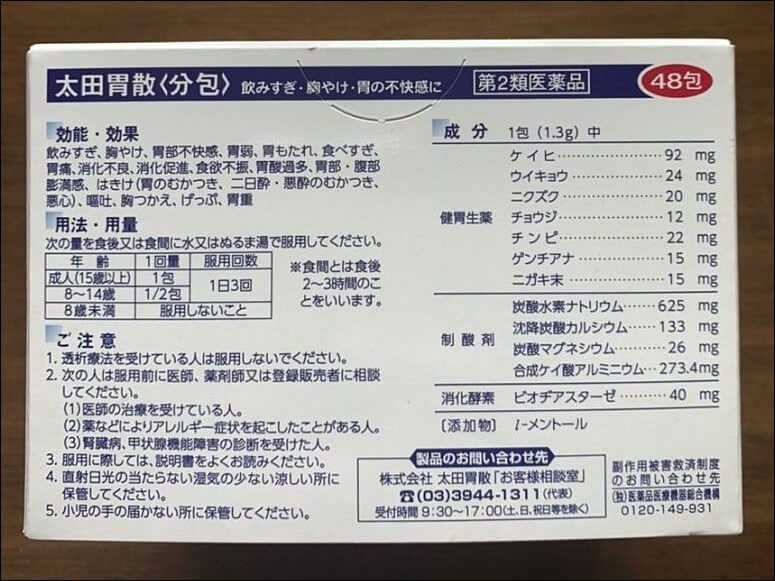 太田胃散〈分包〉 飲みすぎ・胸やけ・胃の不快感に 第2類医薬品 48包
効能・効果
飲みすぎ、胸やけ、胃部不快感、胃弱、胃もたれ、食べすぎ、
胃痛、消化不良、消化促進、食欲不振、胃酸過多、胃部・腹部
膨満感、はきけ(胃のむかつき、二日酔・悪酔のむかつき、
悪心)、嘔吐、胸つかえ、げっぷ、胃重
用法・用量
次の量を食後又は食間に水又はぬるま湯で服用してください。
年齢 1回量 服用回数
成人(15歳以上) 1包 1日3回
8〜14歳 1/2包
8歳未満 服用しないこと
※食間とは食後
2〜3時間のこ
とをいいます。
ご注意
1. 透析療法を受けている人は服用しないでください。
2. 次の人は服用前に医師、薬剤師又は登録販売者に相談
してください。
(1)医師の治療を受けている人。
(2)薬などによりアレルギー症状を起こしたことがある人。
(3)腎臓病、甲状腺機能障害の診断を受けた人。
3. 服用に際しては、説明書をよくお読みください。
4. 直射日光の当たらない湿気の少ない涼しい所に
保管してください。
5. 小児の手の届かない所に保管してください。
成分 1包(1.3g)中
健胃生薬
ケイヒ……………………92 mg
ウイキョウ………………24 mg
ニクズク…………………20 mg
チョウジ…………………12 mg
チンピ……………………22 mg
ゲンチアナ………………15 mg
ニガキ末…………………15 mg
制酸剤
炭酸水素ナトリウム……625 mg
沈降炭酸カルシウム……133 mg
炭酸マグネシウム………26 mg
合成ケイ酸アルミニウム…273.4mg
消化酵素 ビオヂアスターゼ………40 mg
[添加物] l-メントール
製品のお問い合わせ先
株式会社 太田胃散「お客様相談室」
☎(03)3944-1311(代表)
受付時間 9:30〜17:00(土、日、祝日等を除く)
副作用被害救済制度
のお問い合わせ先
(独)医薬品医療機器総合機構
0120-149-931